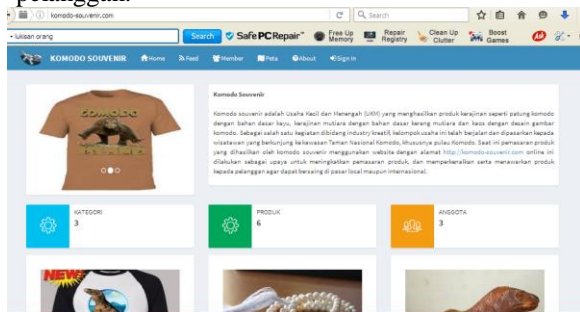 pelanggan.
komodo-souvenir.com
Search
lukisan orang
Search
Safe PC Repair
Free Up Memory
Repair Registry
Clean Up Clutter
Boost Games
KOMODO SOUVENIR
Home
Feed
Member
Peta
About
Sign In
KOMODO
Komodo Souvenir
Komodo souvenir adalah Usaha Kecil dan Menengah (UKM) yang menghasilkan produk kerajinan seperti patung komodo
dengan bahan dasar kayu, kerajinan mutiara dengan bahan dasar kerang mutiara dan kaos dengan desain gambar
komodo. Sebagai salah satu kegiatan dibidang industry kreatif, kelompok usaha ini telah berjalan dan dipasarkan kepada
wisatawan yang berkunjung ke kawasan Taman Nasional Komodo, khususnya pulau Komodo. Saat ini pemasaran produk
yang dihasilkan oleh komodo souvenir menggunakan website dengan alamat http://komodo-souvenir.com online ini
dilakukan sebagai upaya untuk meningkatkan pemasaran produk, dan memperkenalkan serta menawarkan produk
kepada pelanggan agar dapat bersaing di pasar local maupun internasional.
KATEGORI
3
PRODUK
6
ANGGOTA
3
NEW